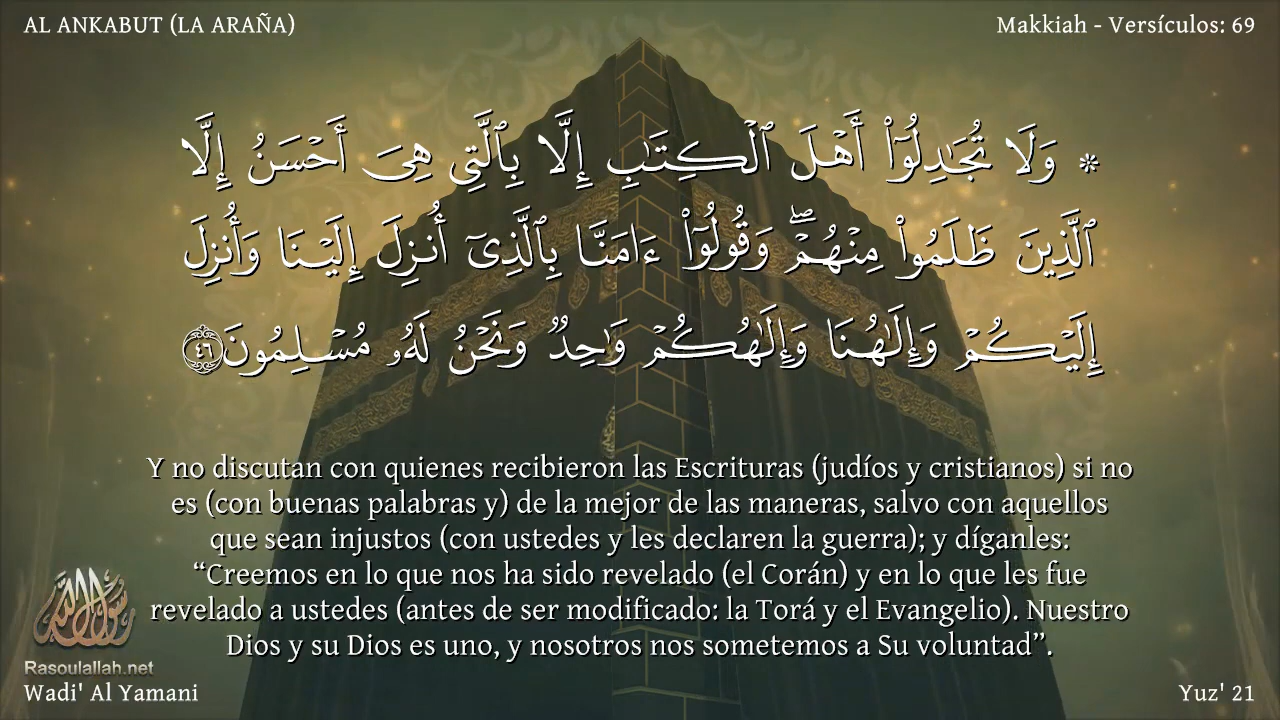 AL ANKABUT (LA ARAÑA)
Makkiah - Versículos: 69
۞ وَلَا تُجَٰدِلُوٓا۟ أَهْلَ ٱلْكِتَٰبِ إِلَّا بِٱلَّتِى هِىَ أَحْسَنُ إِلَّا
ٱلَّذِينَ ظَلَمُوا۟ مِنْهُمْ ۖ وَقُولُوٓا۟ ءَامَنَّا بِٱلَّذِىٓ أُنزِلَ إِلَيْنَا وَأُنزِلَ
إِلَيْكُمْ وَإِلَٰهُنَا وَإِلَٰهُكُمْ وَٰحِدٌ وَنَحْنُ لَهُۥ مُسْلِمُونَ ٤٦
Y no discutan con quienes recibieron las Escrituras (judíos y cristianos) si no
es (con buenas palabras y) de la mejor de las maneras, salvo con aquellos
que sean injustos (con ustedes y les declaren la guerra); y díganles:
“Creemos en lo que nos ha sido revelado (el Corán) y en lo que les fue
revelado a ustedes (antes de ser modificado: la Torá y el Evangelio). Nuestro
Dios y su Dios es uno, y nosotros nos sometemos a Su voluntad”.
رسول الله
Rasoulallah.net
Wadi' Al Yamani
Yuz' 21